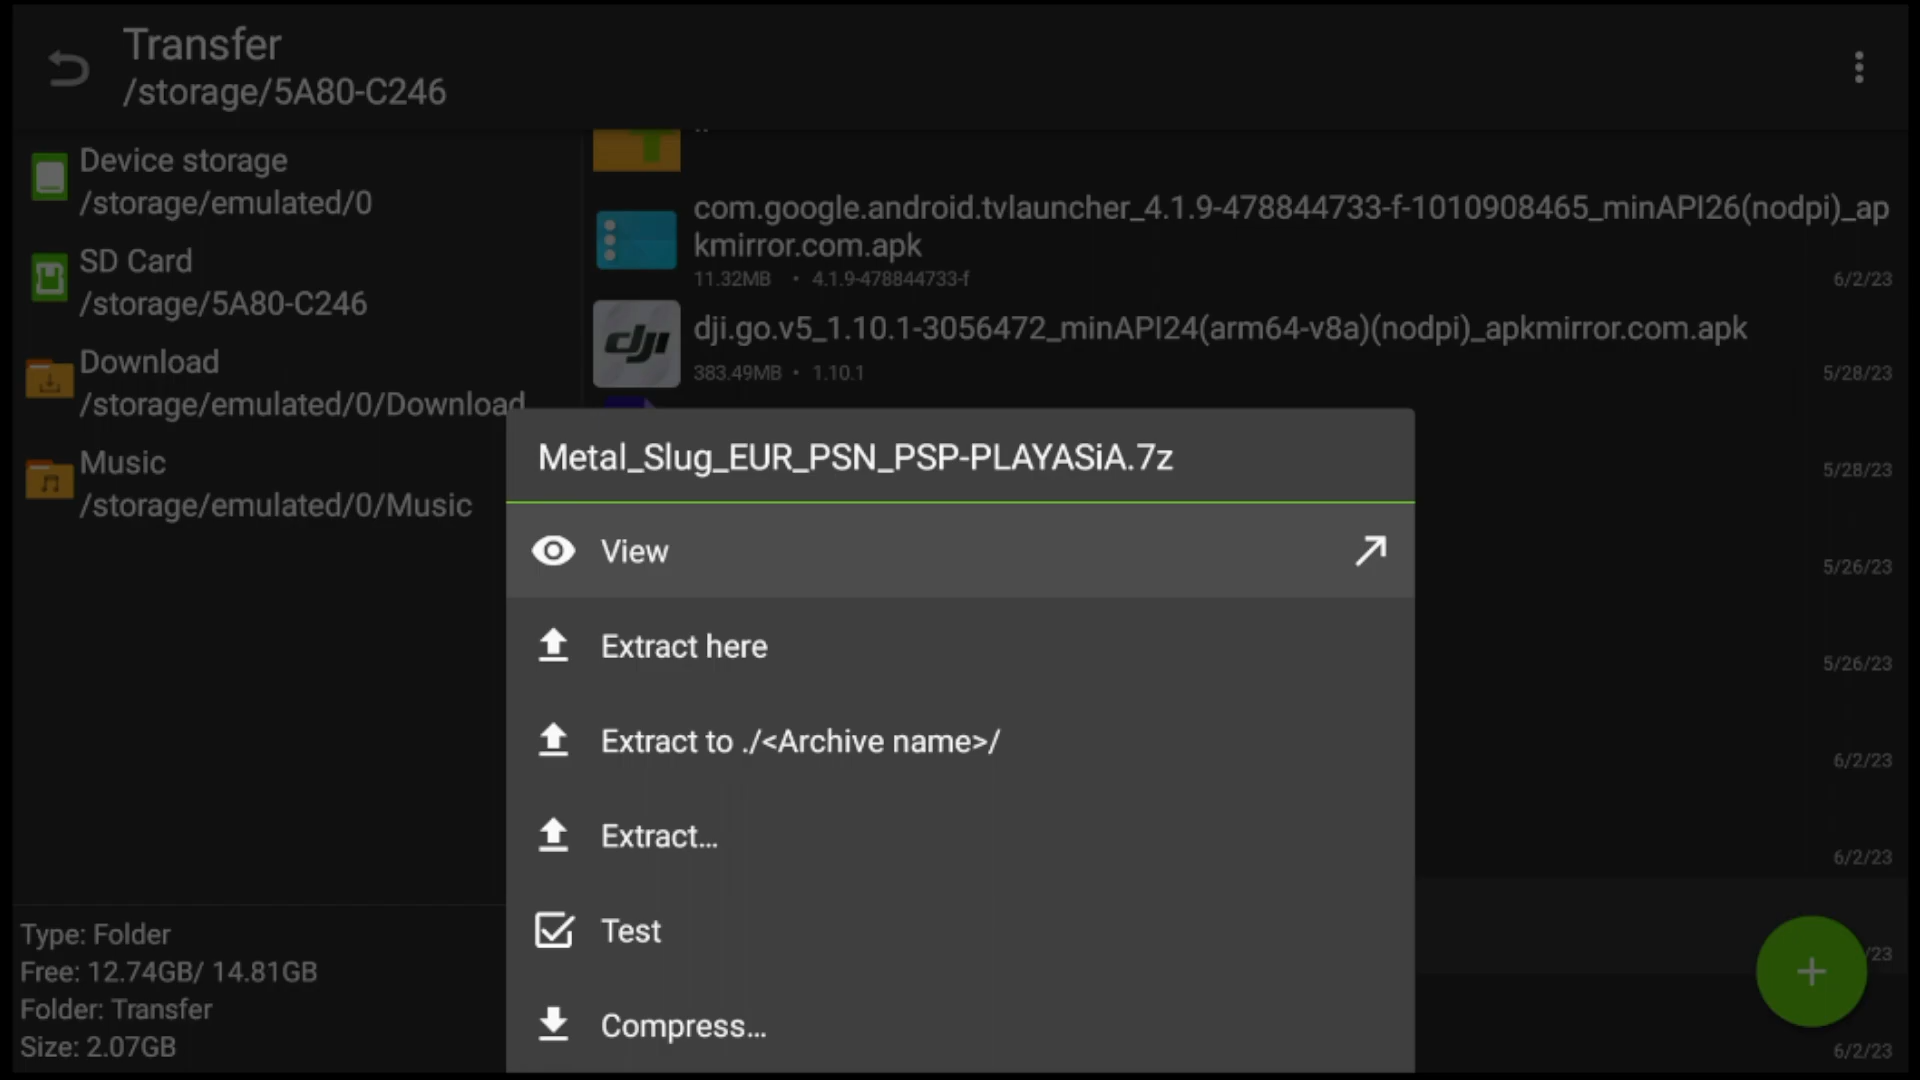 Transfer
/storage/5A80-C246
Device storage
/storage/emulated/0
SD Card
/storage/5A80-C246
Download
/storage/emulated/0/Download
Music
/storage/emulated/0/Music
..
com.google.android.tvlauncher_4.1.9-478844733-f-1010908465_minAPI26(nodpi)_ap
kmirror.com.apk
11.32MB • 4.1.9-478844733-f
6/2/23
dji
dji.go.v5_1.10.1-3056472_minAPI24(arm64-v8a)(nodpi)_apkmirror.com.apk
383.49MB • 1.10.1
5/28/23
5/28/23
5/26/23
5/26/23
6/2/23
6/2/23
/23
6/2/23
Metal_Slug_EUR_PSN_PSP-PLAYASiA.7z
View
Extract here
Extract to ./<Archive name>/
Extract...
Test
Compress...
Type: Folder
Free: 12.74GB/ 14.81GB
Folder: Transfer
Size: 2.07GB